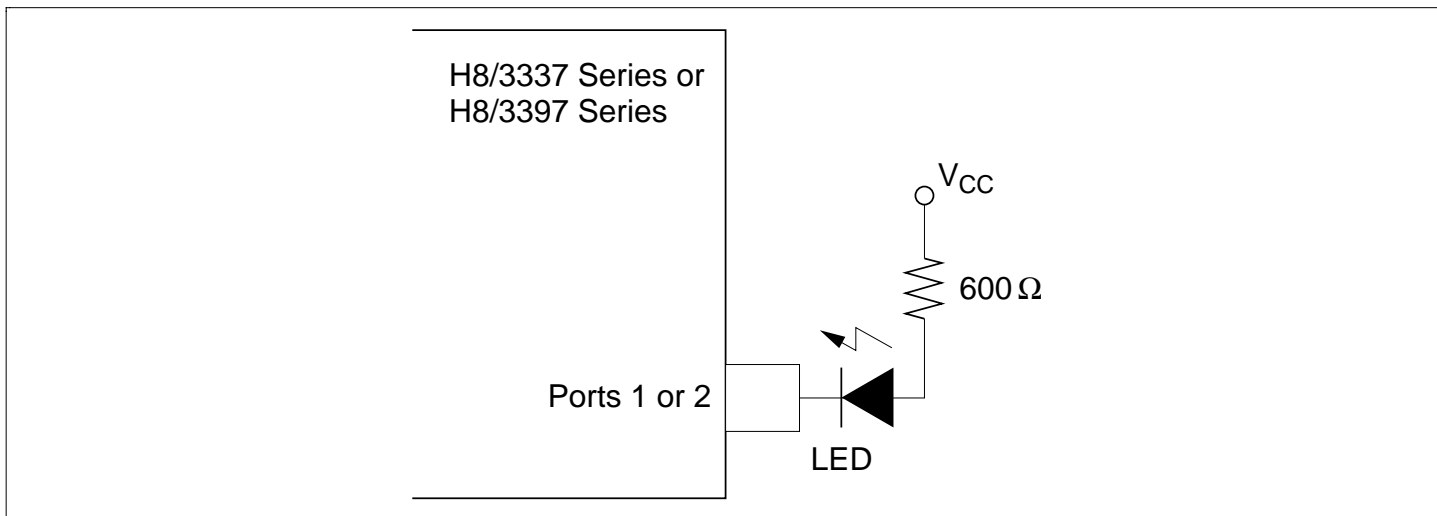 H8/3337 Series or
H8/3397 Series
VCC
600 Ω
Ports 1 or 2
LED